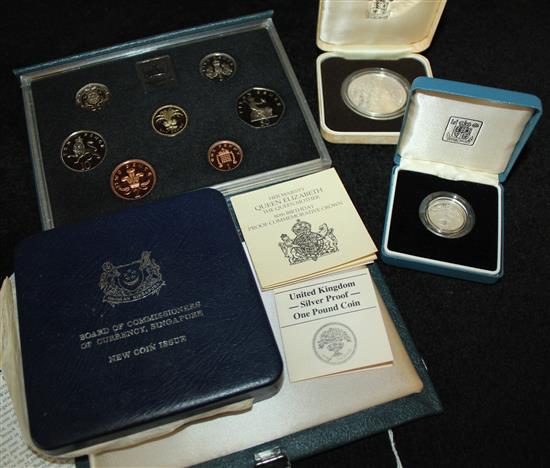 HER MAJESTY
QUEEN ELIZABETH
THE QUEEN MOTHER
80th BIRTHDAY
PROOF COMMEMORATIVE CROWN
United Kingdom
— Silver Proof —
One Pound Coin
BOARD OF COMMISSIONERS
OF CURRENCY, SINGAPORE
NEW COIN ISSUE